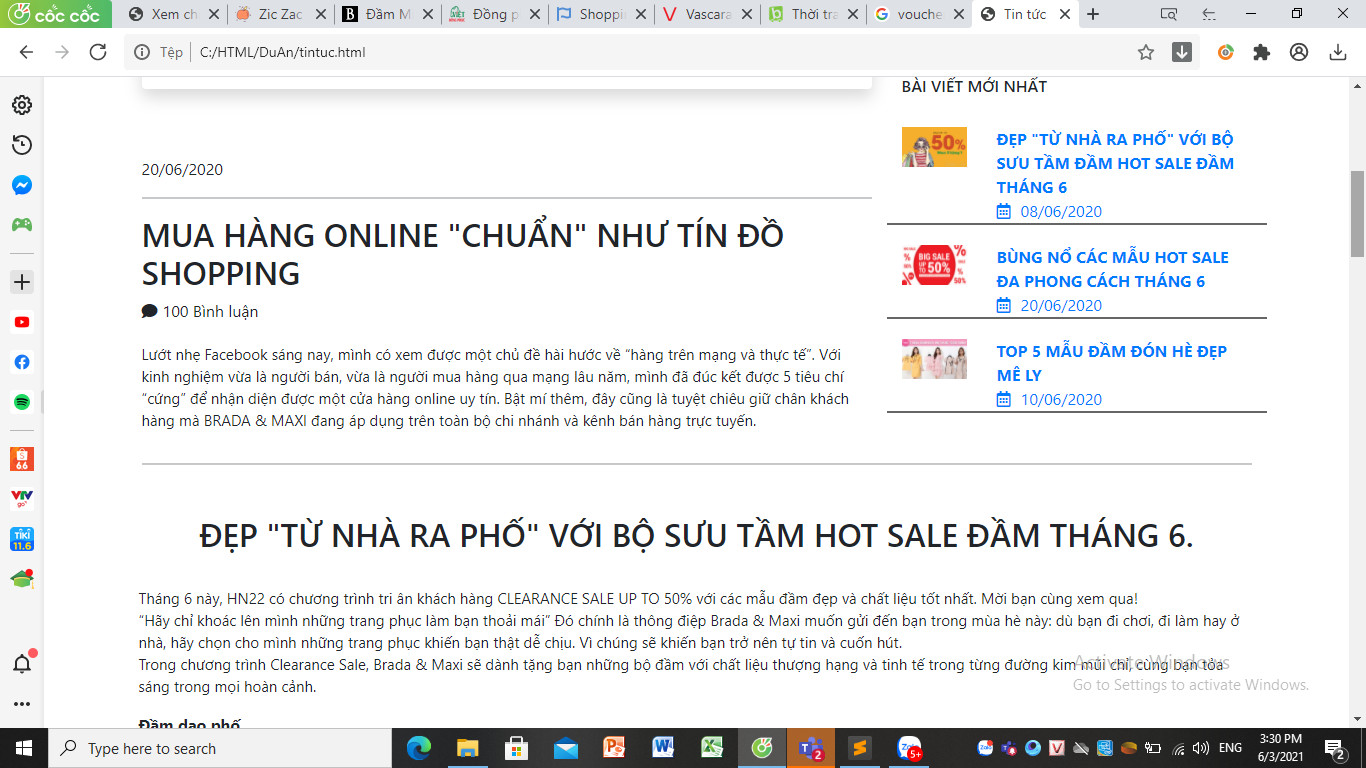 cốc cốc
Xem ch
Zic Zac
Đầm M
Đồng p
Shoppi
Vascara
Thời tra
vouche
Tin tức
Tệp
C:/HTML/DuAn/tintuc.html
20/06/2020
MUA HÀNG ONLINE "CHUẨN" NHƯ TÍN ĐỒ
SHOPPING
100 Bình luận
Lướt nhẹ Facebook sáng nay, mình có xem được một chủ đề hài hước về “hàng trên mạng và thực tế”. Với
kinh nghiệm vừa là người bán, vừa là người mua hàng qua mạng lâu năm, mình đã đúc kết được 5 tiêu chí
“cứng” để nhận diện được một cửa hàng online uy tín. Bật mí thêm, đây cũng là tuyệt chiêu giữ chân khách
hàng mà BRADA & MAXI đang áp dụng trên toàn bộ chi nhánh và kênh bán hàng trực tuyến.
BÀI VIẾT MỚI NHẤT
50%
ĐẸP "TỪ NHÀ RA PHỐ" VỚI BỘ
SƯU TẦM ĐẦM HOT SALE ĐẦM
THÁNG 6
08/06/2020
BIG SALE
UP TO 50%
50%
BÙNG NỔ CÁC MẪU HOT SALE
ĐA PHONG CÁCH THÁNG 6
20/06/2020
TOP 5 MẪU ĐẦM ĐÓN HÈ ĐẸP
MÊ LY
10/06/2020
ĐẸP "TỪ NHÀ RA PHỐ" VỚI BỘ SƯU TẦM HOT SALE ĐẦM THÁNG 6.
Tháng 6 này, HN22 có chương trình tri ân khách hàng CLEARANCE SALE UP TO 50% với các mẫu đầm đẹp và chất liệu tốt nhất. Mời bạn cùng xem qua!
“Hãy chỉ khoác lên mình những trang phục làm bạn thoải mái” Đó chính là thông điệp Brada & Maxi muốn gửi đến bạn trong mùa hè này: dù bạn đi chơi, đi làm hay ở
nhà, hãy chọn cho mình những trang phục khiến bạn thật dễ chịu. Vì chúng sẽ khiến bạn trở nên tự tin và cuốn hút.
Trong chương trình Clearance Sale, Brada & Maxi sẽ dành tặng bạn những bộ đầm với chất liệu thượng hạng và tinh tế trong từng đường kim mũi chỉ, cùng bạn tỏa
sáng trong mọi hoàn cảnh.
Đầm dạo phố
Activate Windows
Go to Settings to activate Windows.
66
VTV
go
TIKI
11.6
Type here to search
2
5+
Zalo
ENG
3:30 PM
6/3/2021
2